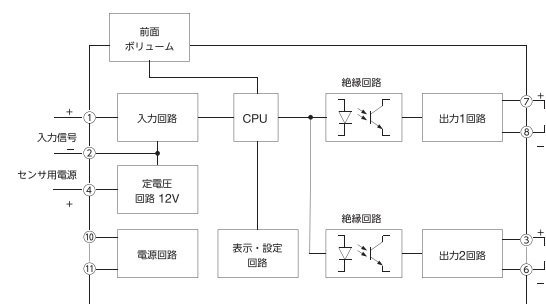 前面
ボリューム
絶縁回路
＋
①
入力回路
CPU
出力1回路
⑦
＋
⑧
－
入力信号
－
②
センサ用電源
④
＋
定電圧
回路 12V
絶縁回路
⑩
電源回路
⑪
表示・設定
回路
出力2回路
③
＋
⑥
－